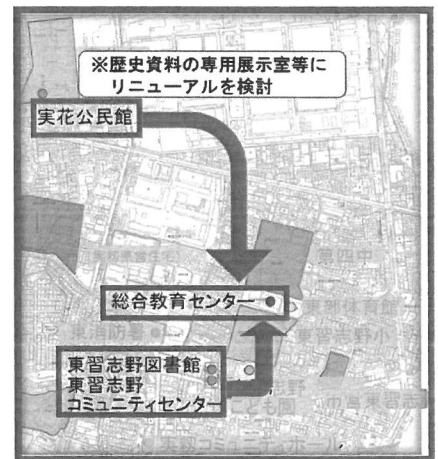 ※歴史資料の専用展示室等に
リニューアルを検討
実花公民館
第四中
総合教育センター
東習志野小
東習志野図書館
東習志野
コミュニティセンター